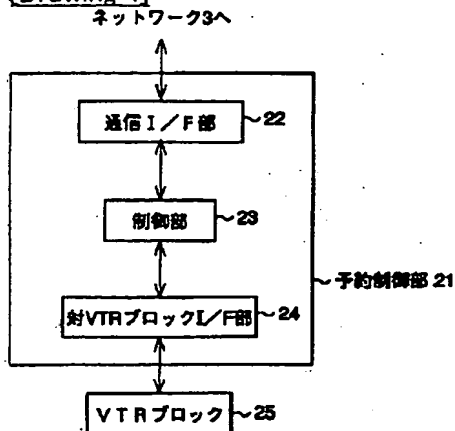 ネットワーク3へ
通信I／F部 ~22
制御部 ~23
予約制御部 21
対VTRブロックI／F部 ~24
VTRブロック ~25